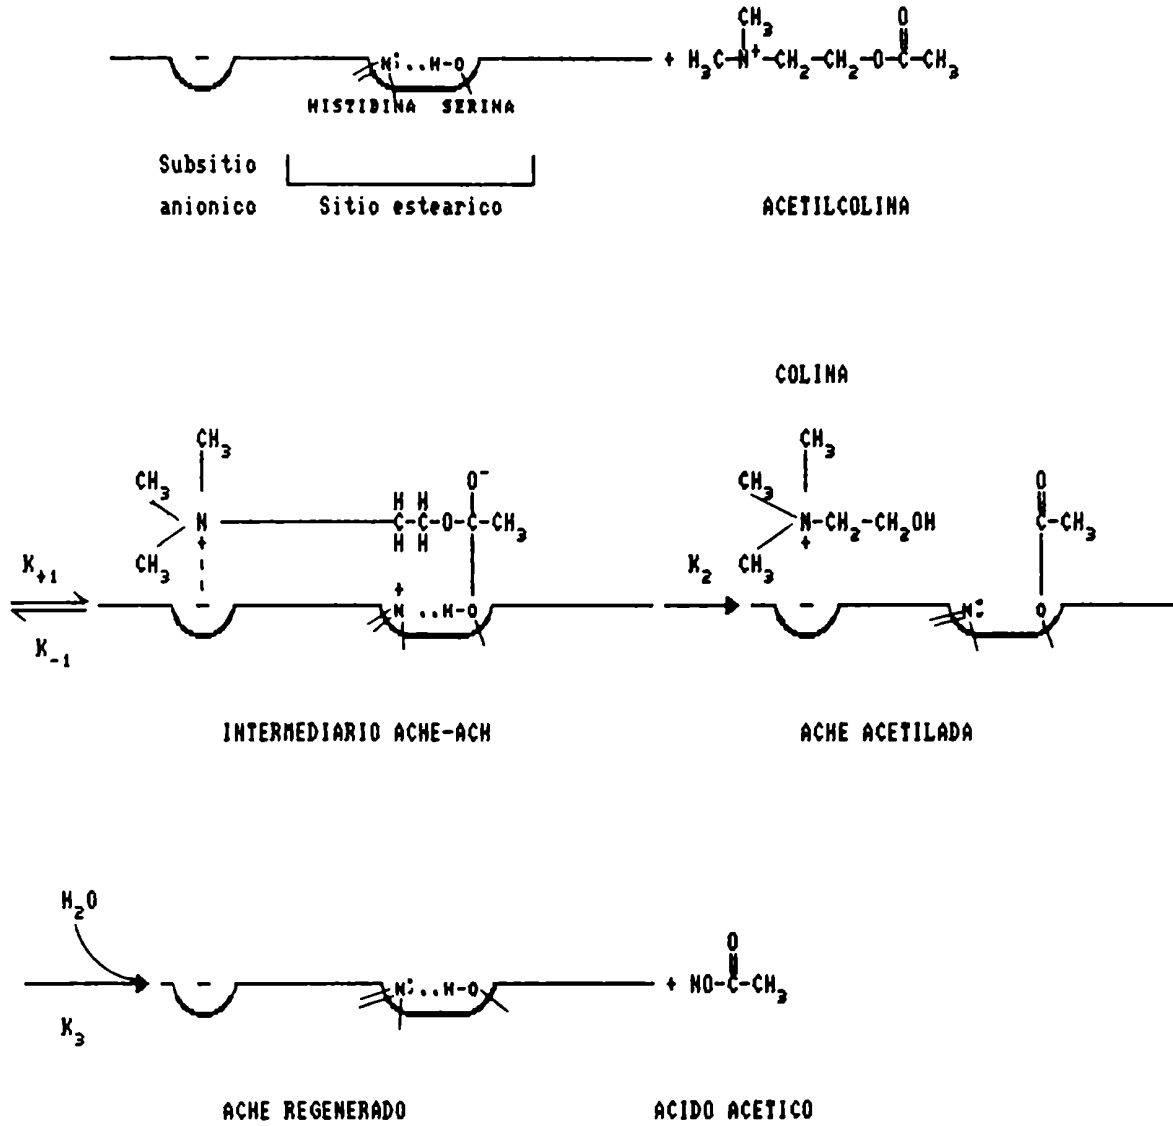 CH₃ O
N: ..H-O + H₃C-N⁺-CH₂-CH₂-O-C-CH₃
HISTIDINA SERINA
Subsitio
anionico Sitio estearico ACETILCOLINA
COLINA
CH₃ CH₃
CH₃ O⁻ CH₃ O
H H
N C-C-O-C-CH₃ N-CH₂-CH₂OH C-CH₃
+ H H +
CH₃ CH₃
K₊₁ + K₂
- N ..H-O - N: O
K₋₁
INTERMEDIARIO ACHE-ACH ACHE ACETILADA
H₂O
O
- N: ..H-O + HO-C-CH₃
K₃
ACHE REGENERADO ACIDO ACETICO